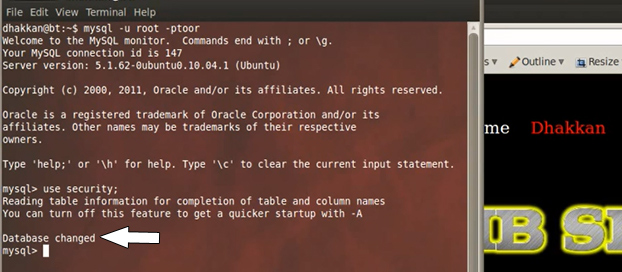 File Edit View Terminal Help
dhakkan@bt:~$ mysql -u root -ptoor
Welcome to the MySQL monitor.  Commands end with ; or \g.
Your MySQL connection id is 147
Server version: 5.1.62-0ubuntu0.10.04.1 (Ubuntu)
Copyright (c) 2000, 2011, Oracle and/or its affiliates. All rights reserved.
Oracle is a registered trademark of Oracle Corporation and/or its
affiliates. Other names may be trademarks of their respective
owners.
Type 'help;' or '\h' for help. Type '\c' to clear the current input statement.
mysql> use security;
Reading table information for completion of table and column names
You can turn off this feature to get a quicker startup with -A
Database changed
mysql>
s Outline Resize
me Dhakkan
IB S